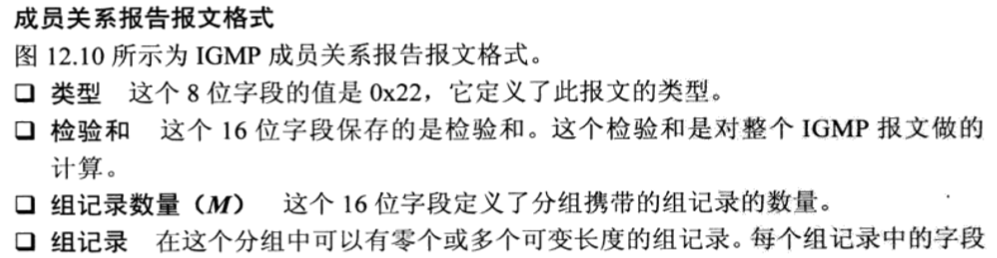 成员关系报告报文格式
图 12.10 所示为 IGMP 成员关系报告报文格式。
❏ 类型 这个 8 位字段的值是 0x22，它定义了此报文的类型。
❏ 检验和 这个 16 位字段保存的是检验和。这个检验和是对整个 IGMP 报文做的
计算。
❏ 组记录数量（M） 这个 16 位字段定义了分组携带的组记录的数量。
❏ 组记录 在这个分组中可以有零个或多个可变长度的组记录。每个组记录中的字段